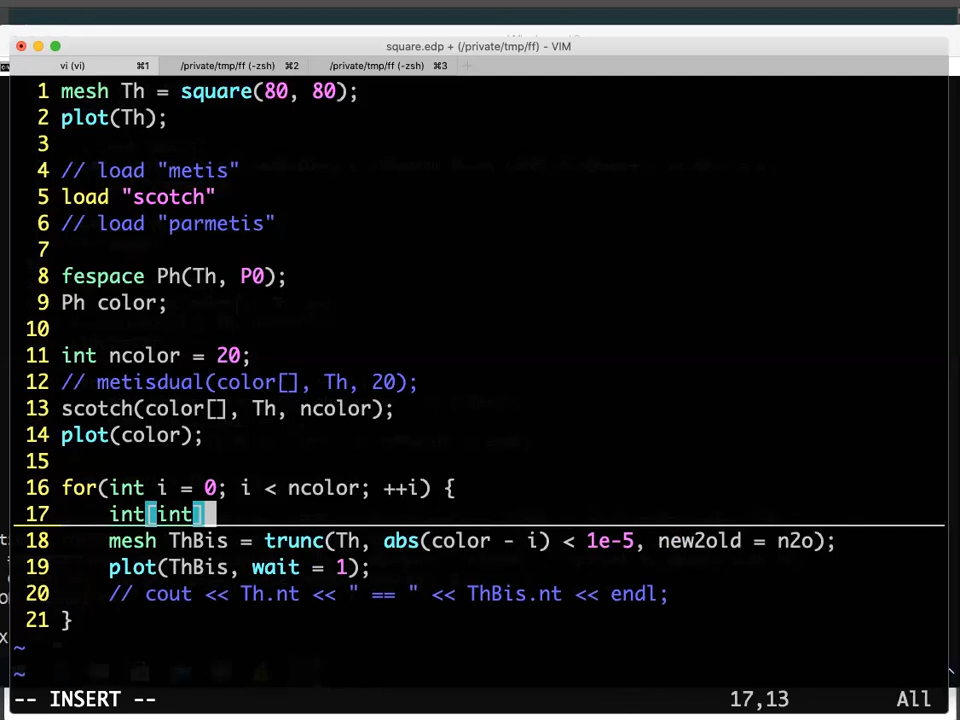 square.edp + (/private/tmp/ff) - VIM
vi (vi) ⌘1 /private/tmp/ff (-zsh) ⌘2 /private/tmp/ff (-zsh) ⌘3 +
1 mesh Th = square(80, 80);
2 plot(Th);
3
4 // load "metis"
5 load "scotch"
6 // load "parmetis"
7
8 fespace Ph(Th, P0);
9 Ph color;
10
11 int ncolor = 20;
12 // metisdual(color[], Th, 20);
13 scotch(color[], Th, ncolor);
14 plot(color);
15
16 for(int i = 0; i < ncolor; ++i) {
17     int[int]
18     mesh ThBis = trunc(Th, abs(color - i) < 1e-5, new2old = n2o);
19     plot(ThBis, wait = 1);
20     // cout << Th.nt << " == " << ThBis.nt << endl;
21 }
~
~
-- INSERT -- 17,13 All